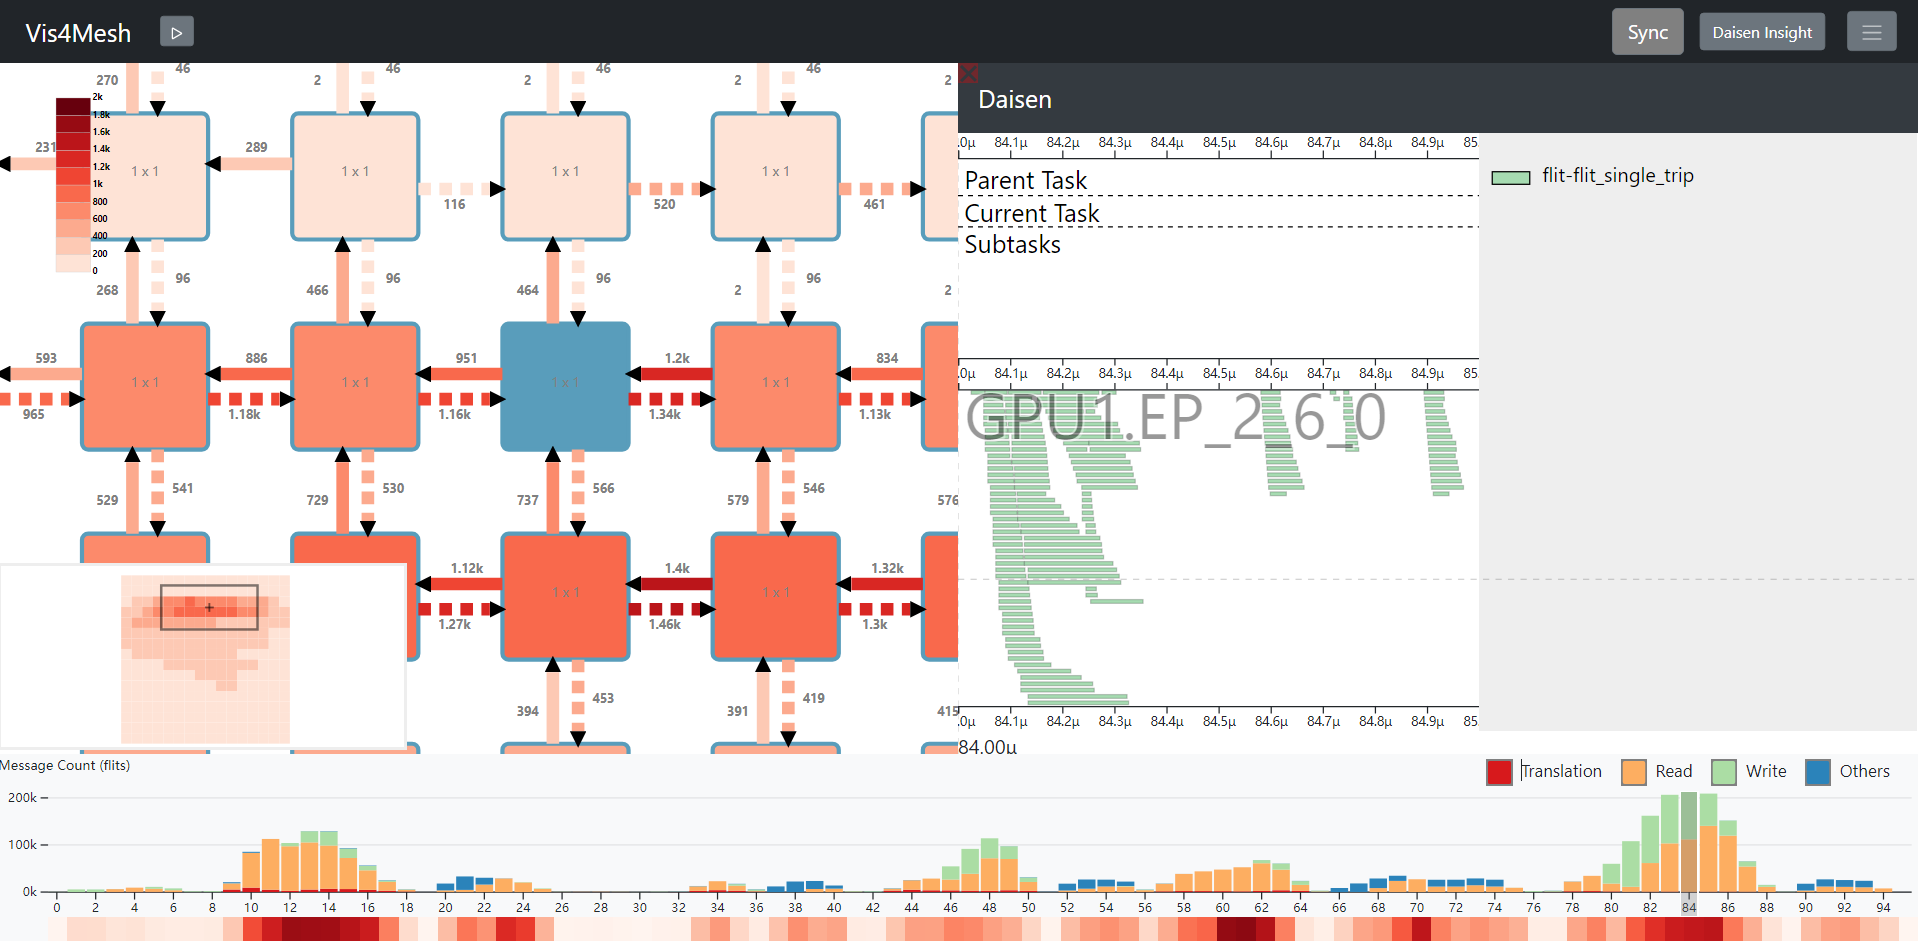 Vis4Mesh
Sync
Daisen Insight
270 46 2 46 2 46 2 46 2
2k
1.8k
1.6k
1.4k
1.2k
1k
800
600
400
200
0
231 289
1 x 1 1 x 1 1 x 1 1 x 1
116 520 461
268 96 466 96 464 96 2 96 2
593 886 951 1.2k 834
1 x 1 1 x 1 1 x 1 1 x 1
965 1.18k 1.16k 1.34k 1.13k
529 541 729 530 737 566 579 546 576
1.12k 1.4k 1.32k
1 x 1 1 x 1
1.27k 1.46k 1.3k
394 453 391 419 415
Daisen
.0µ 84.1µ 84.2µ 84.3µ 84.4µ 84.5µ 84.6µ 84.7µ 84.8µ 84.9µ 85
Parent Task
Current Task
Subtasks
.0µ 84.1µ 84.2µ 84.3µ 84.4µ 84.5µ 84.6µ 84.7µ 84.8µ 84.9µ 85
GPU1.EP_2_6_0
.0µ 84.1µ 84.2µ 84.3µ 84.4µ 84.5µ 84.6µ 84.7µ 84.8µ 84.9µ 85
84.00µ
flit-flit_single_trip
Message Count (flits)
Translation Read Write Others
200k
100k
0k
0 2 4 6 8 10 12 14 16 18 20 22 24 26 28 30 32 34 36 38 40 42 44 46 48 50 52 54 56 58 60 62 64 66 68 70 72 74 76 78 80 82 84 86 88 90 92 94